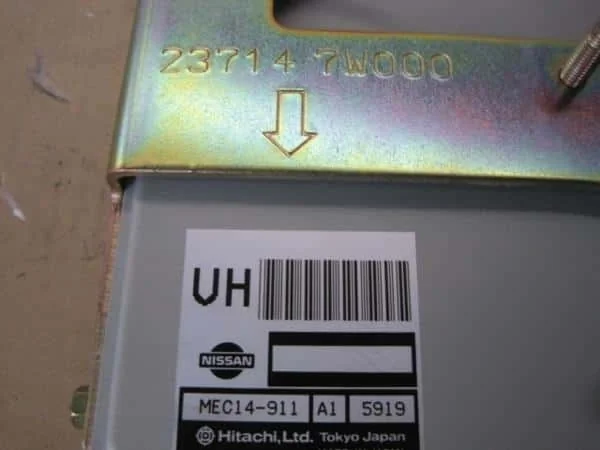 23714 7W000
VH
NISSAN
MEC14-911 A1 5919
Hitachi, Ltd. Tokyo Japan